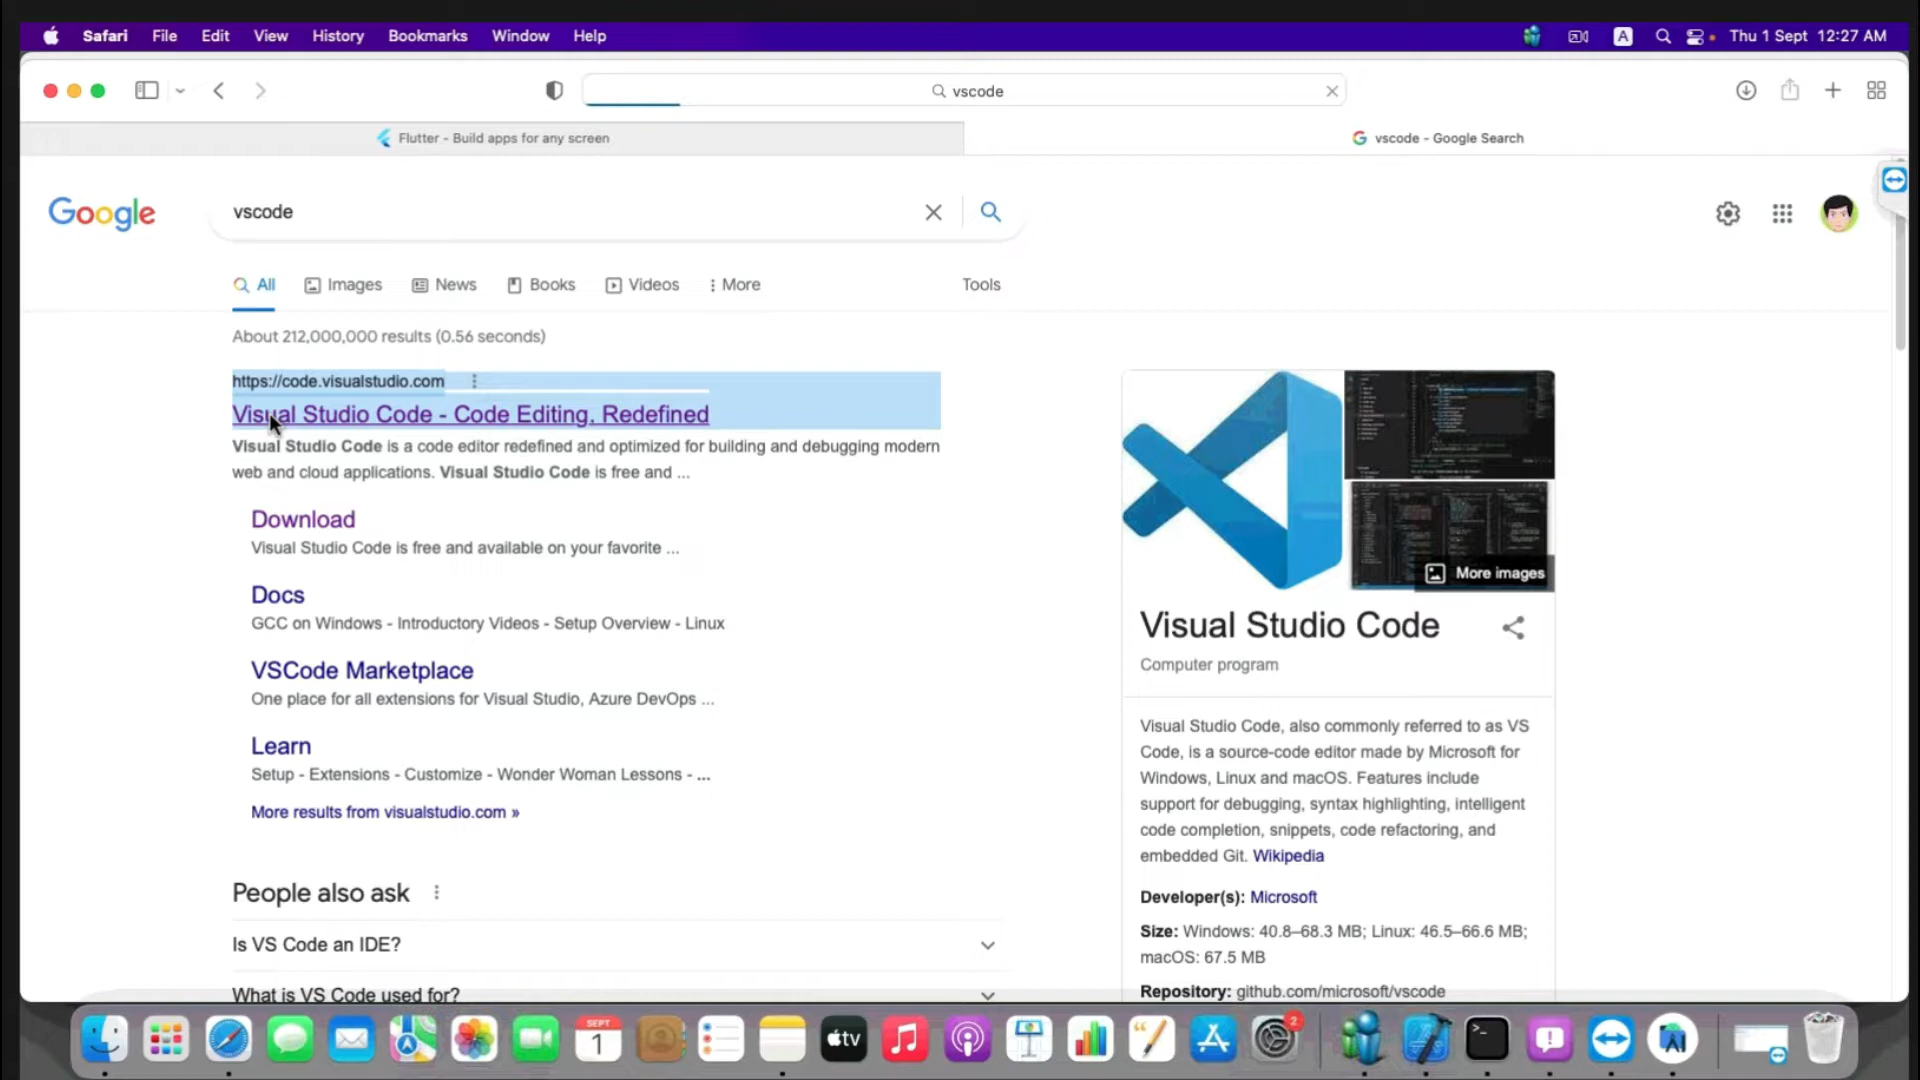 Safari File Edit View History Bookmarks Window Help
A
Thu 1 Sept 12:27 AM
vscode
Flutter - Build apps for any screen
vscode - Google Search
Google
vscode
All Images News Books Videos More Tools
About 212,000,000 results (0.56 seconds)
https://code.visualstudio.com
Visual Studio Code - Code Editing. Redefined
Visual Studio Code is a code editor redefined and optimized for building and debugging modern
web and cloud applications. Visual Studio Code is free and ...
Download
Visual Studio Code is free and available on your favorite ...
Docs
GCC on Windows - Introductory Videos - Setup Overview - Linux
VSCode Marketplace
One place for all extensions for Visual Studio, Azure DevOps ...
Learn
Setup - Extensions - Customize - Wonder Woman Lessons - ...
More results from visualstudio.com »
People also ask
Is VS Code an IDE?
What is VS Code used for?
More images
Visual Studio Code
Computer program
Visual Studio Code, also commonly referred to as VS
Code, is a source-code editor made by Microsoft for
Windows, Linux and macOS. Features include
support for debugging, syntax highlighting, intelligent
code completion, snippets, code refactoring, and
embedded Git. Wikipedia
Developer(s): Microsoft
Size: Windows: 40.8–68.3 MB; Linux: 46.5–66.6 MB;
macOS: 67.5 MB
Repository: github.com/microsoft/vscode
SEPT
1
tv
2